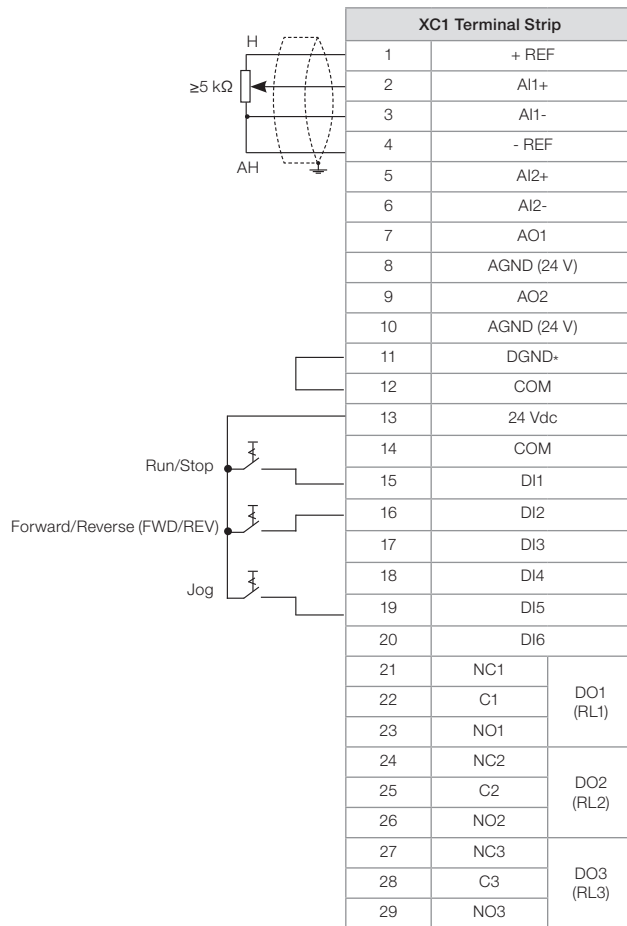 XC1 Terminal Strip
H
1 + REF
≥5 kΩ
2 AI1+
3 AI1-
4 - REF
AH
5 AI2+
6 AI2-
7 AO1
8 AGND (24 V)
9 AO2
10 AGND (24 V)
11 DGND*
12 COM
13 24 Vdc
14 COM
Run/Stop
15 DI1
16 DI2
Forward/Reverse (FWD/REV)
17 DI3
18 DI4
Jog
19 DI5
20 DI6
21 NC1
22 C1
DO1
(RL1)
23 NO1
24 NC2
25 C2
DO2
(RL2)
26 NO2
27 NC3
28 C3
DO3
(RL3)
29 NO3